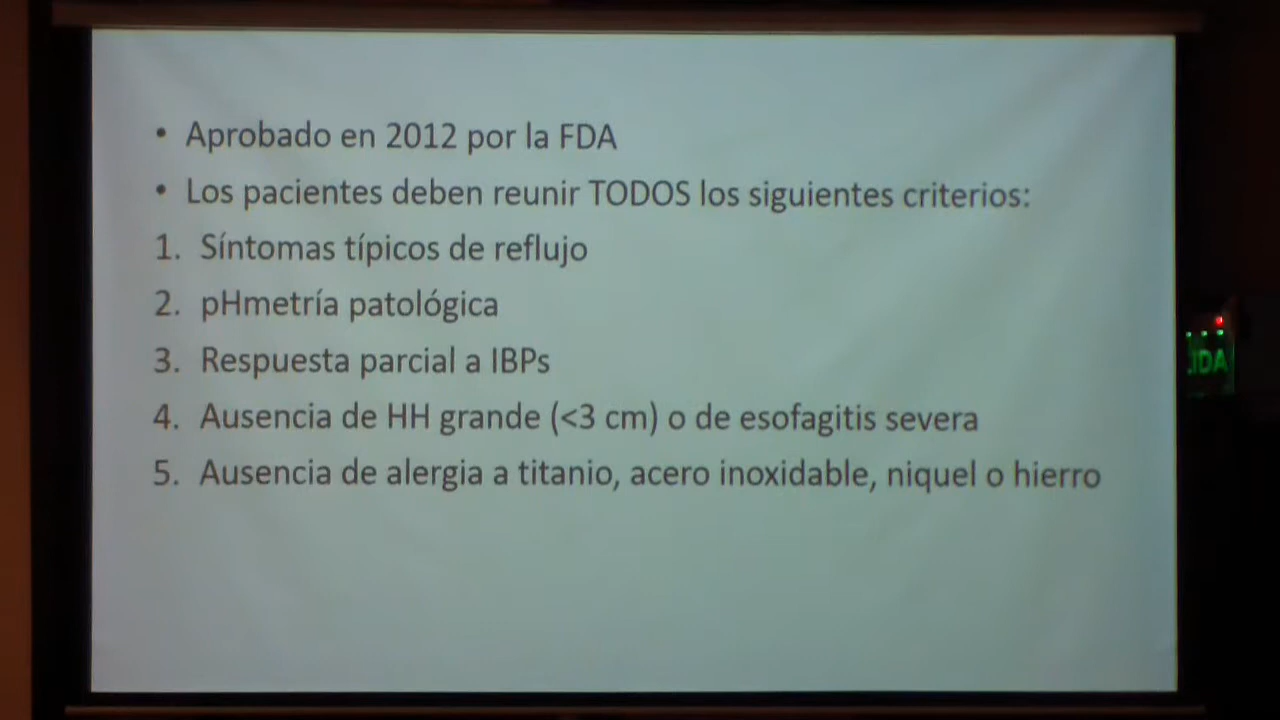 • Aprobado en 2012 por la FDA
• Los pacientes deben reunir TODOS los siguientes criterios:
1. Síntomas típicos de reflujo
2. pHmetría patológica
3. Respuesta parcial a IBPs
4. Ausencia de HH grande (<3 cm) o de esofagitis severa
5. Ausencia de alergia a titanio, acero inoxidable, niquel o hierro
IDA